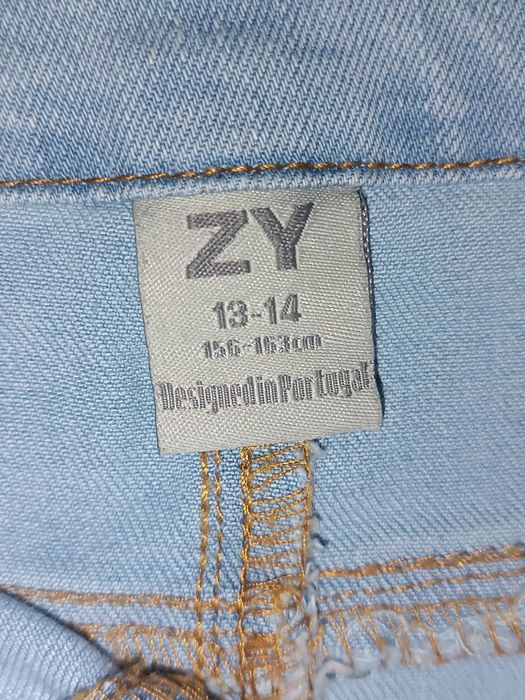 ZY
13-14
156-163cm
Designed in Portugal